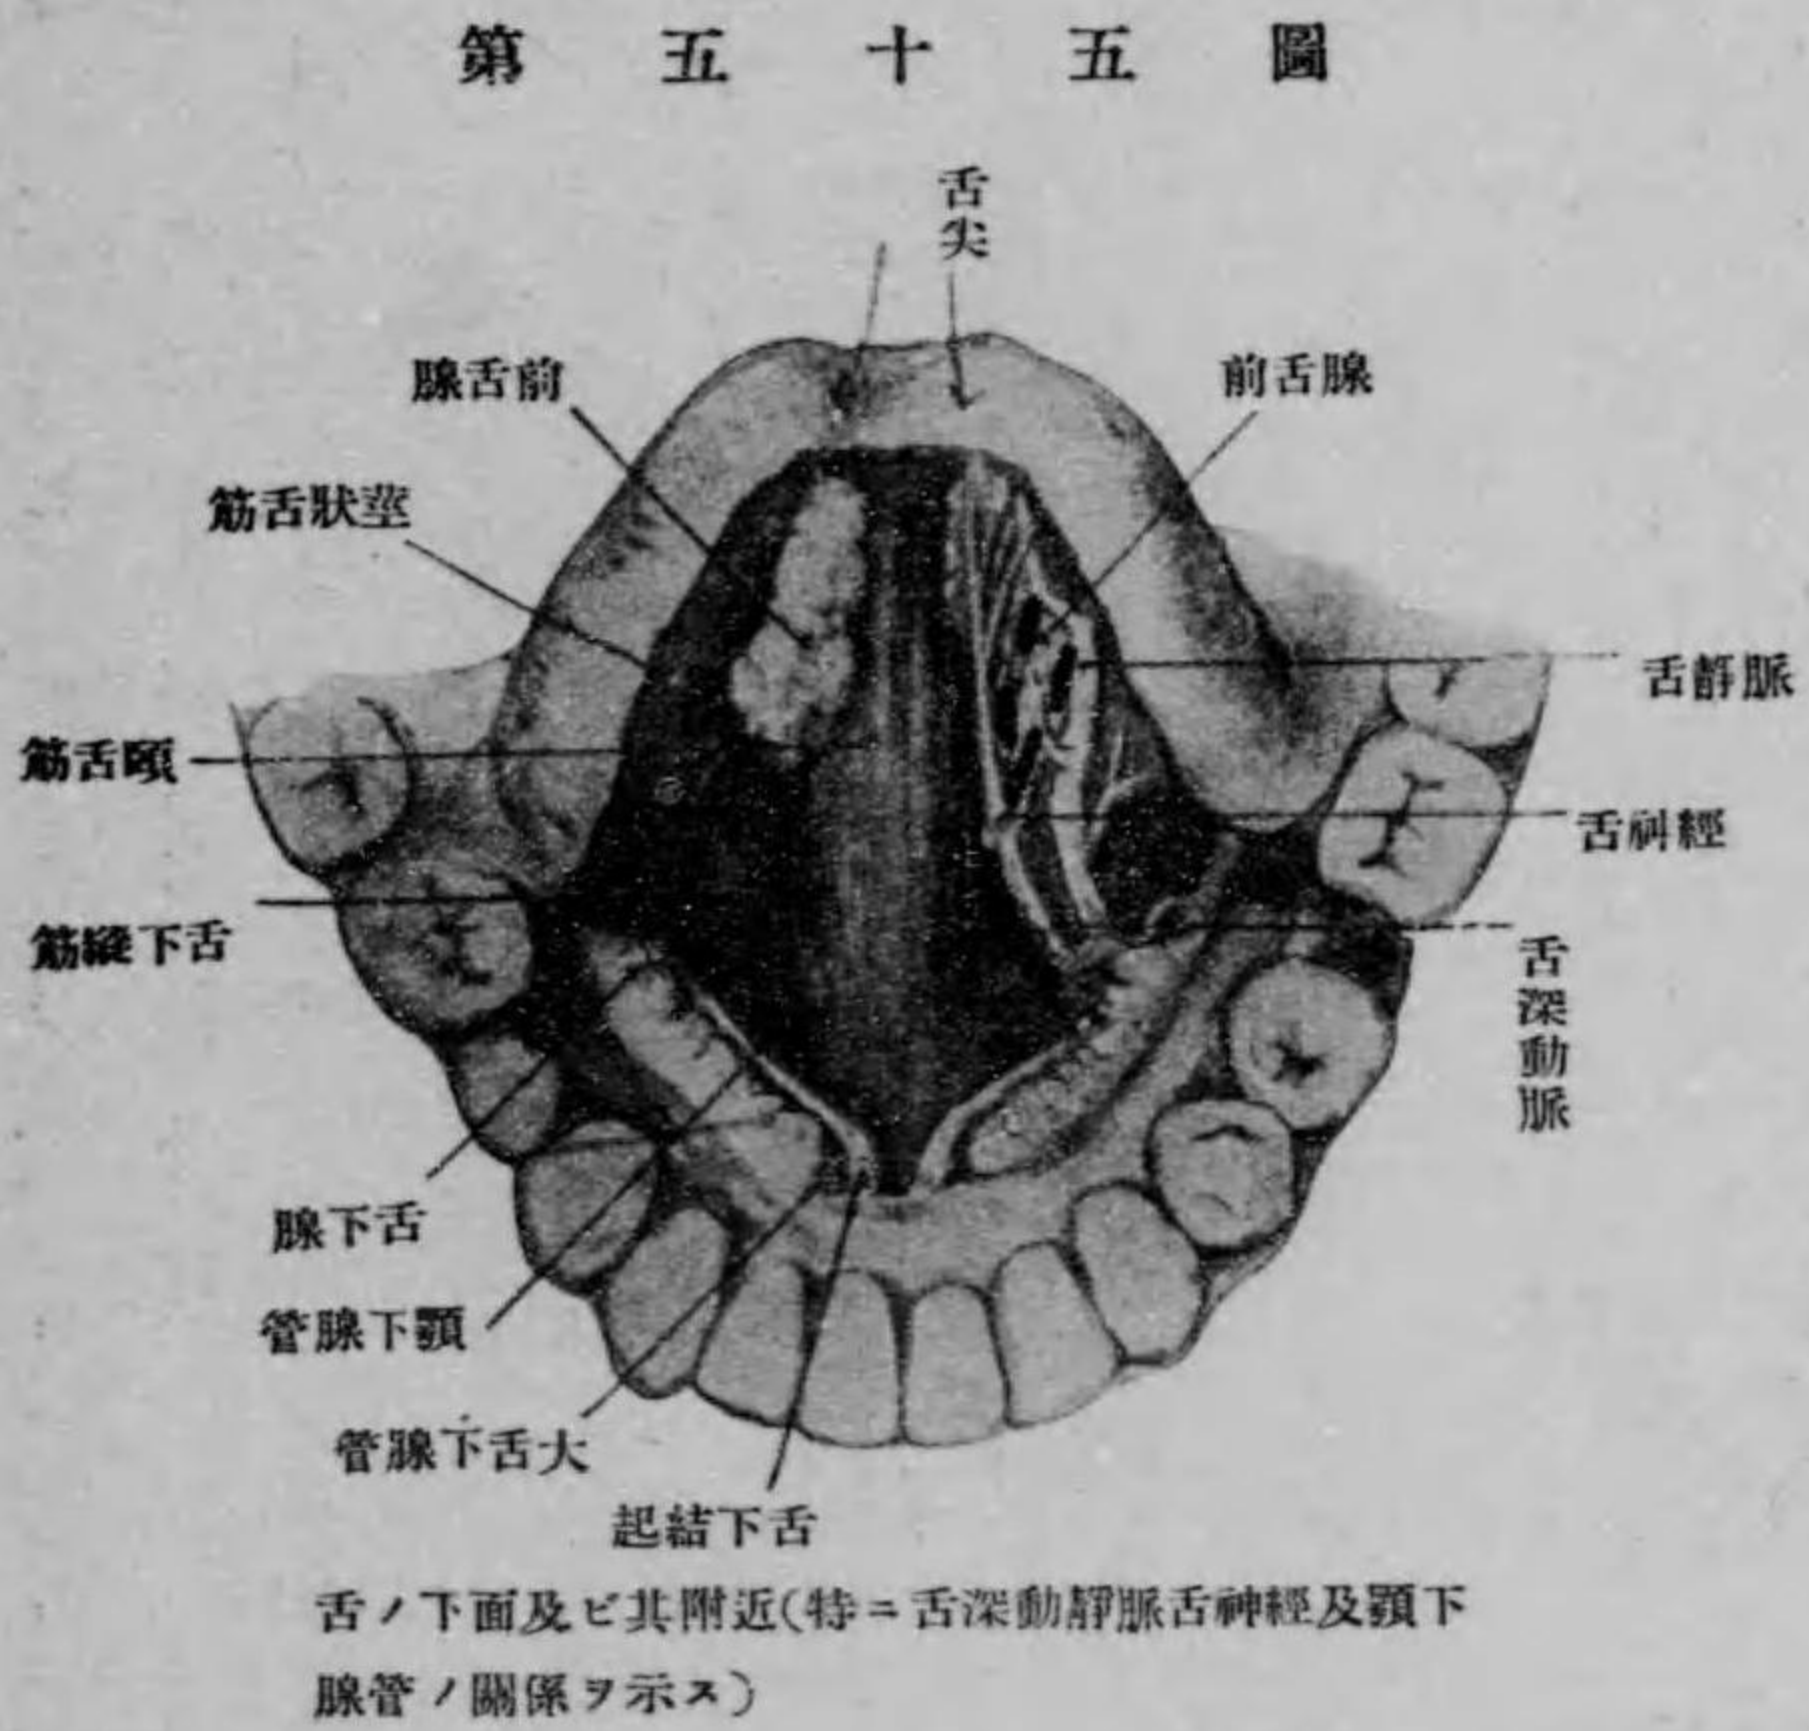 第五十五圖
舌尖
前舌腺
前舌腺
莖狀舌筋
舌靜脈
頤舌筋
舌神經
舌下縱筋
舌深動脈
舌下腺
顎下腺管
大舌下腺管
舌下結起
舌ノ下面及ビ其附近(特ニ舌深動靜脈舌神經及顎下
腺管ノ關係ヲ示ス)